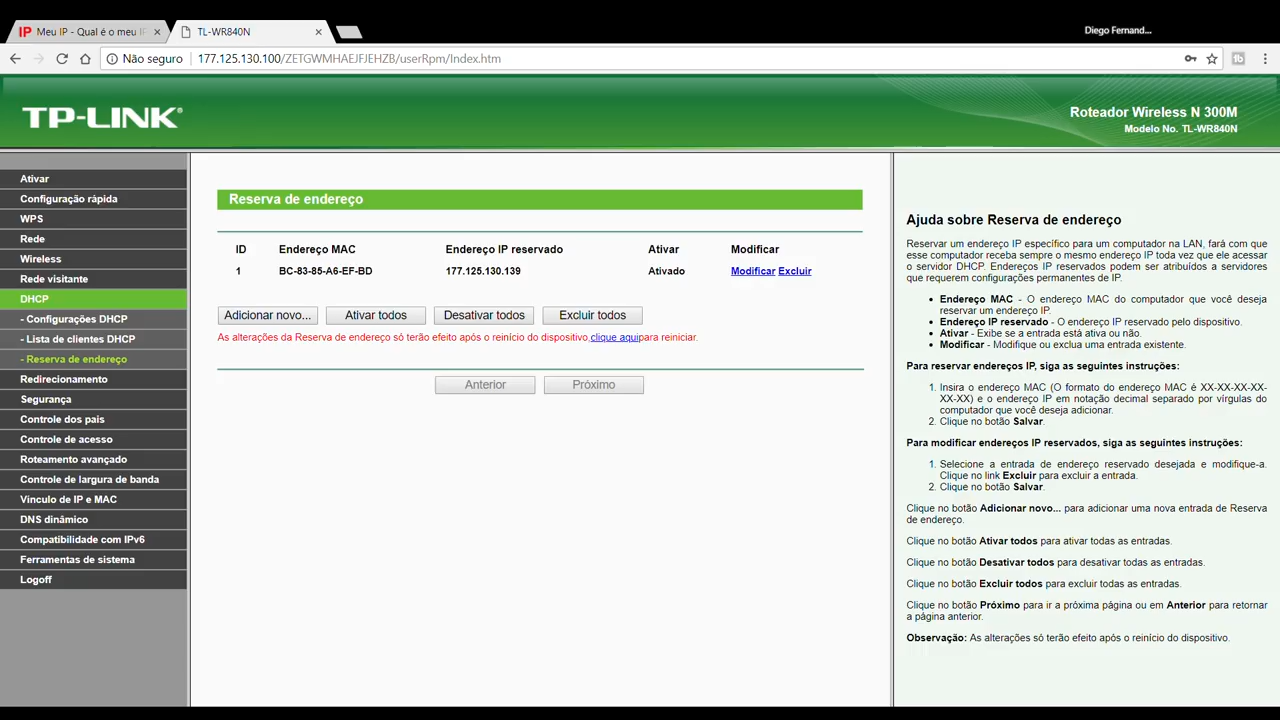 IP Meu IP - Qual é o meu IP
TL-WR840N
Diego Fernand...
Não seguro
177.125.130.100/ZETGWMHAEJFJEHZB/userRpm/Index.htm
TP-LINK®
Roteador Wireless N 300M
Modelo No. TL-WR840N
Ativar
Configuração rápida
WPS
Rede
Wireless
Rede visitante
DHCP
- Configurações DHCP
- Lista de clientes DHCP
- Reserva de endereço
Redirecionamento
Segurança
Controle dos pais
Controle de acesso
Roteamento avançado
Controle de largura de banda
Vinculo de IP e MAC
DNS dinâmico
Compatibilidade com IPv6
Ferramentas de sistema
Logoff
Reserva de endereço
ID Endereço MAC Endereço IP reservado Ativar Modificar
1 BC-83-85-A6-EF-BD 177.125.130.139 Ativado Modificar Excluir
Adicionar novo... Ativar todos Desativar todos Excluir todos
As alterações da Reserva de endereço só terão efeito após o reinício do dispositivo,clique aquipara reiniciar.
Anterior Próximo
Ajuda sobre Reserva de endereço
Reservar um endereço IP específico para um computador na LAN, fará com que
esse computador receba sempre o mesmo endereço IP toda vez que ele acessar
o servidor DHCP. Endereços IP reservados podem ser atribuídos a servidores
que requerem configurações permanentes de IP.
• Endereço MAC - O endereço MAC do computador que você deseja
reservar um endereço IP.
• Endereço IP reservado - O endereço IP reservado pelo dispositivo.
• Ativar - Exibe se a entrada está ativa ou não.
• Modificar - Modifique ou exclua uma entrada existente.
Para reservar endereços IP, siga as seguintes instruções:
1. Insira o endereço MAC (O formato do endereço MAC é XX-XX-XX-XX-
XX-XX) e o endereço IP em notação decimal separado por vírgulas do
computador que você deseja adicionar.
2. Clique no botão Salvar.
Para modificar endereços IP reservados, siga as seguintes instruções:
1. Selecione a entrada de endereço reservado desejada e modifique-a.
Clique no link Excluir para excluir a entrada.
2. Clique no botão Salvar.
Clique no botão Adicionar novo... para adicionar uma nova entrada de Reserva
de endereço.
Clique no botão Ativar todos para ativar todas as entradas.
Clique no botão Desativar todos para desativar todas as entradas.
Clique no botão Excluir todos para excluir todas as entradas.
Clique no botão Próximo para ir a próxima página ou em Anterior para retornar
a página anterior.
Observação: As alterações só terão efeito após o reinício do dispositivo.